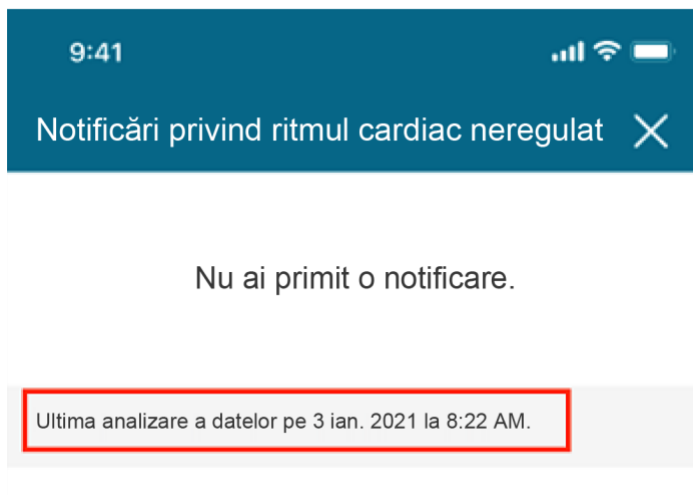 9:41
Notificări privind ritmul cardiac neregulat
Nu ai primit o notificare.
Ultima analizare a datelor pe 3 ian. 2021 la 8:22 AM.